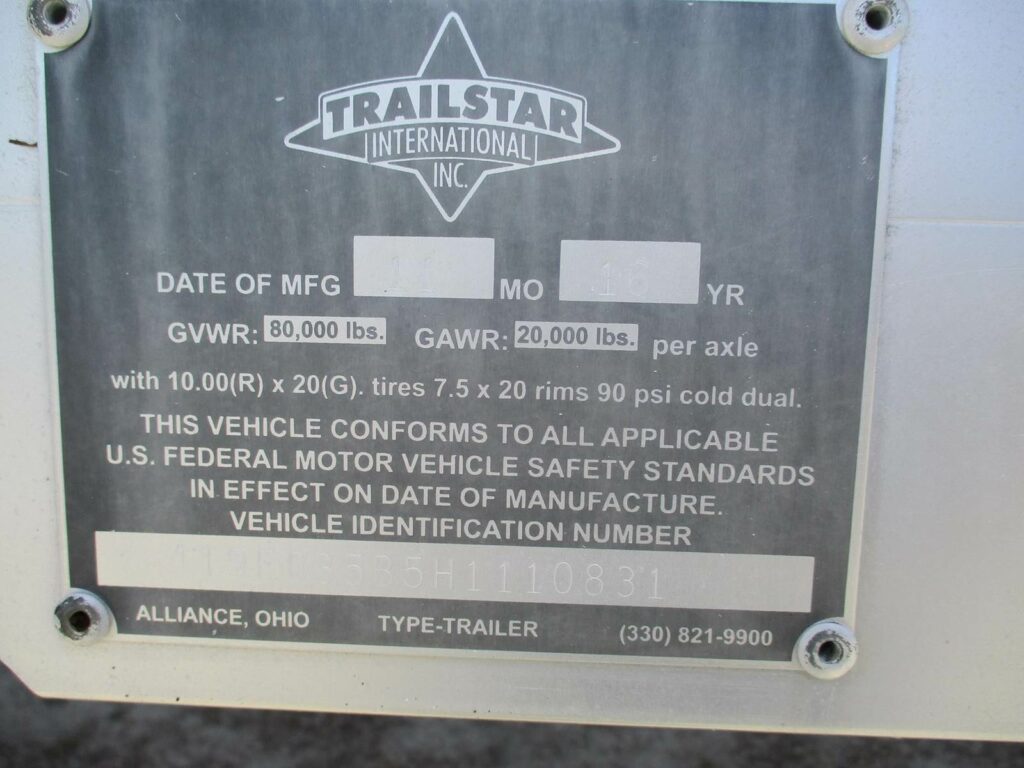 TRAILSTAR
INTERNATIONAL
INC.
DATE OF MFG 11 MO 16 YR
GVWR: 80,000 lbs. GAWR: 20,000 lbs. per axle
with 10.00(R) x 20(G). tires 7.5 x 20 rims 90 psi cold dual.
THIS VEHICLE CONFORMS TO ALL APPLICABLE
U.S. FEDERAL MOTOR VEHICLE SAFETY STANDARDS
IN EFFECT ON DATE OF MANUFACTURE.
VEHICLE IDENTIFICATION NUMBER
ALLIANCE, OHIO TYPE-TRAILER (330) 821-9900